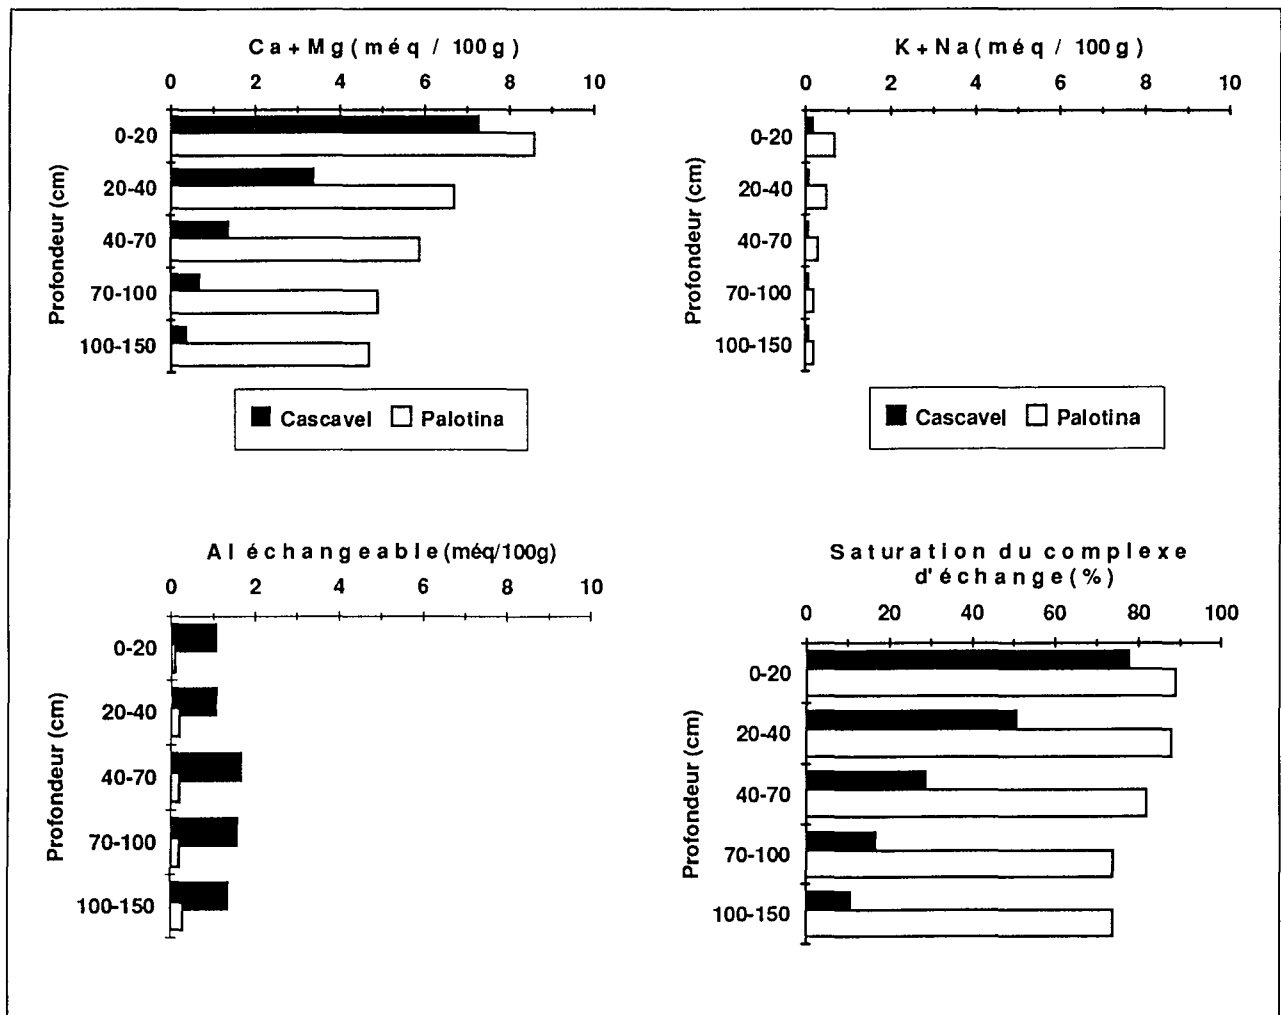 Ca+Mg(méq / 100g)
0 2 4 6 8 10
Profondeur (cm)
0-20
20-40
40-70
70-100
100-150
Cascavel Palotina
K+Na(méq / 100g)
0 2 4 6 8 10
Profondeur (cm)
0-20
20-40
40-70
70-100
100-150
Cascavel Palotina
Al échangeable(méq/100g)
0 2 4 6 8 10
Profondeur (cm)
0-20
20-40
40-70
70-100
100-150
Saturation du complexe
d'échange(%)
0 20 40 60 80 100
Profondeur (cm)
0-20
20-40
40-70
70-100
100-150